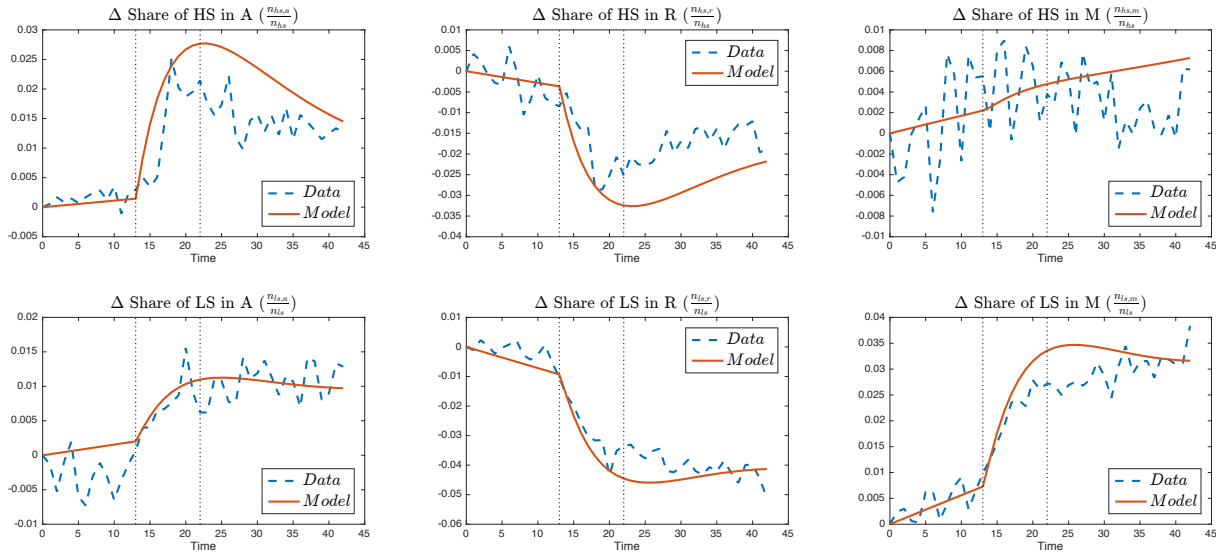 Δ Share of HS in A (n_{hs,a}/n_{hs})
0.03
0.025
0.02
0.015
0.01
0.005
0
-0.005
Data
Model
0 5 10 15 20 25 30 35 40 45
Time
Δ Share of HS in R (n_{hs,r}/n_{hs})
0.01
0.005
0
-0.005
-0.01
-0.015
-0.02
-0.025
-0.03
-0.035
-0.04
Data
Model
0 5 10 15 20 25 30 35 40 45
Time
Δ Share of HS in M (n_{hs,m}/n_{hs})
0.01
0.008
0.006
0.004
0.002
0
-0.002
-0.004
-0.006
-0.008
-0.01
Data
Model
0 5 10 15 20 25 30 35 40 45
Time
Δ Share of LS in A (n_{ls,a}/n_{ls})
0.02
0.015
0.01
0.005
0
-0.005
-0.01
Data
Model
0 5 10 15 20 25 30 35 40 45
Time
Δ Share of LS in R (n_{ls,r}/n_{ls})
0.01
0
-0.01
-0.02
-0.03
-0.04
-0.05
-0.06
Data
Model
0 5 10 15 20 25 30 35 40 45
Time
Δ Share of LS in M (n_{ls,m}/n_{ls})
0.04
0.035
0.03
0.025
0.02
0.015
0.01
0.005
0
Data
Model
0 5 10 15 20 25 30 35 40 45
Time